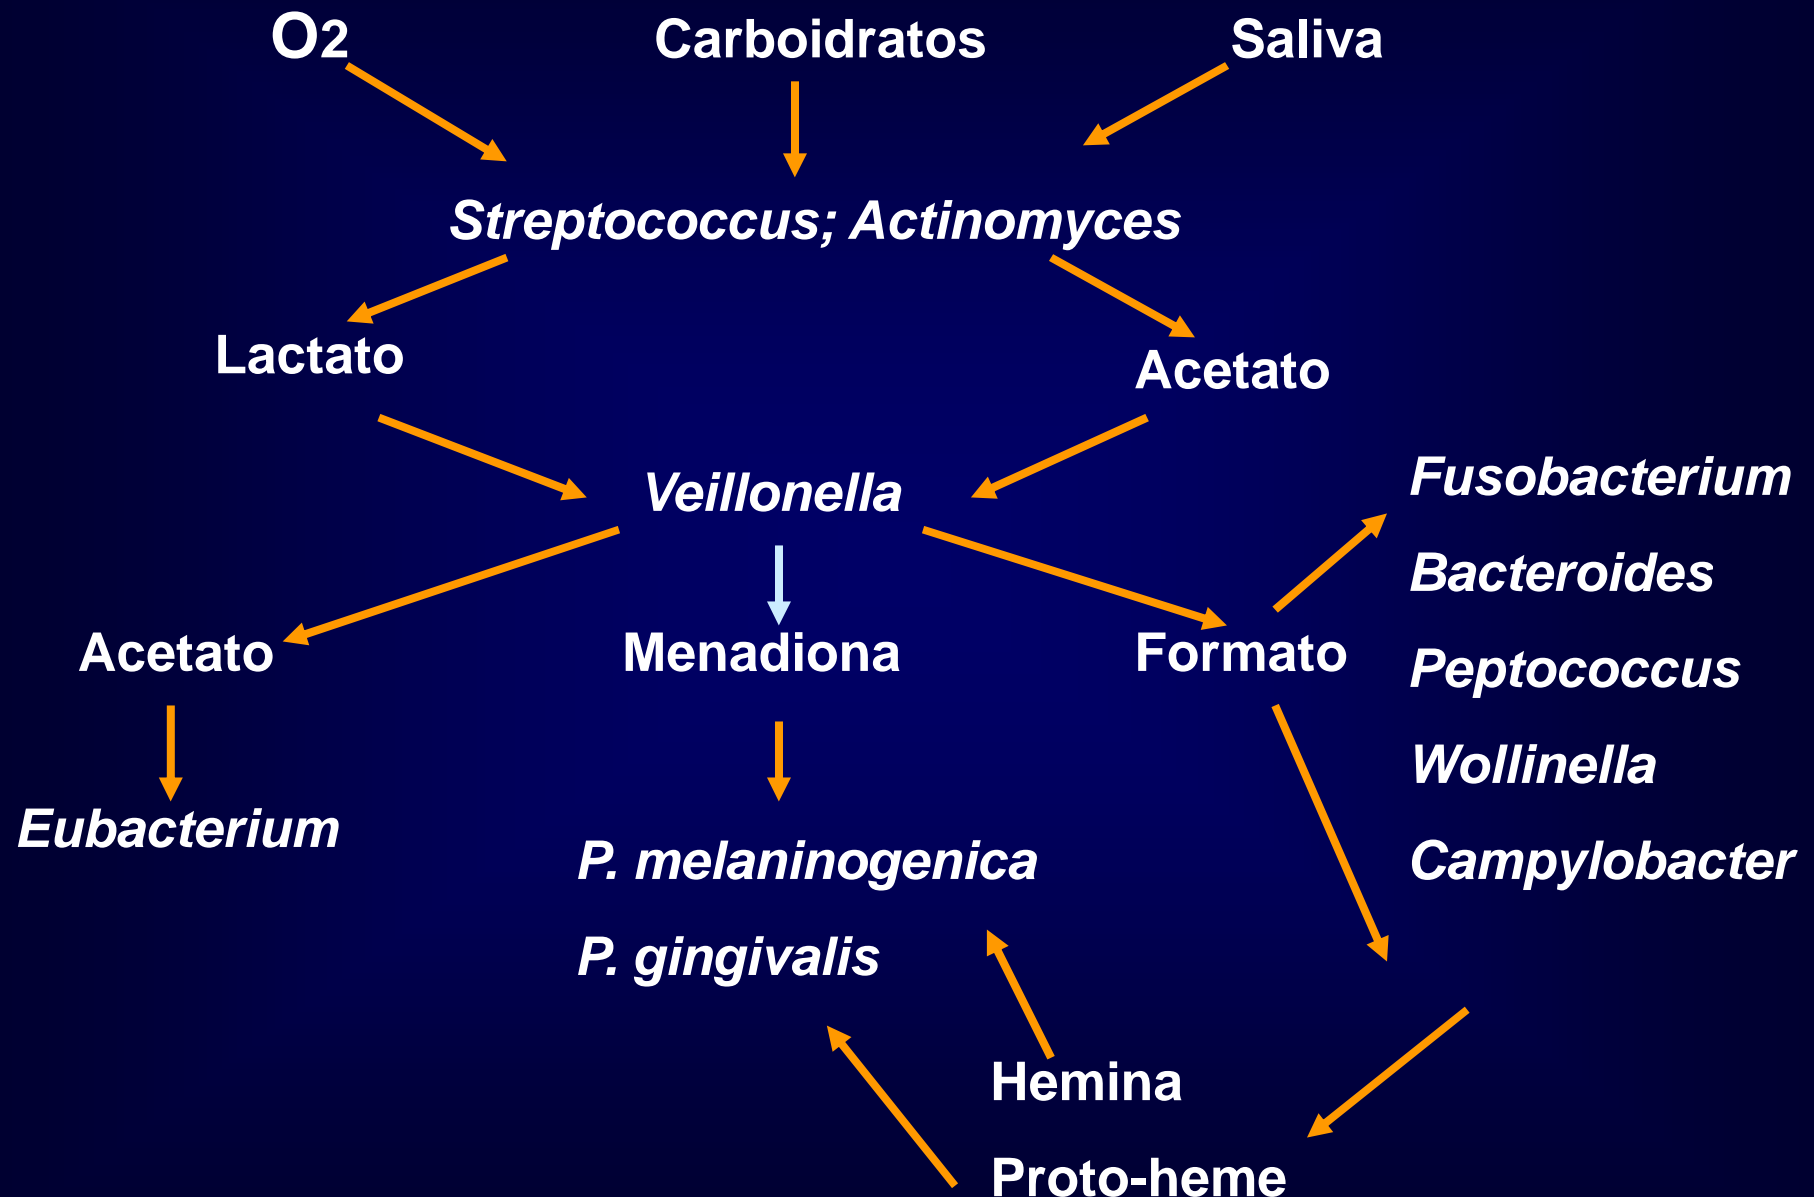 O2 Carboidratos Saliva
Streptococcus; Actinomyces
Lactato
Acetato
Veillonella
Fusobacterium
Bacteroides
Peptococcus
Wollinella
Campylobacter
Acetato Menadiona Formato
Eubacterium
P. melaninogenica
P. gingivalis
Hemina
Proto-heme